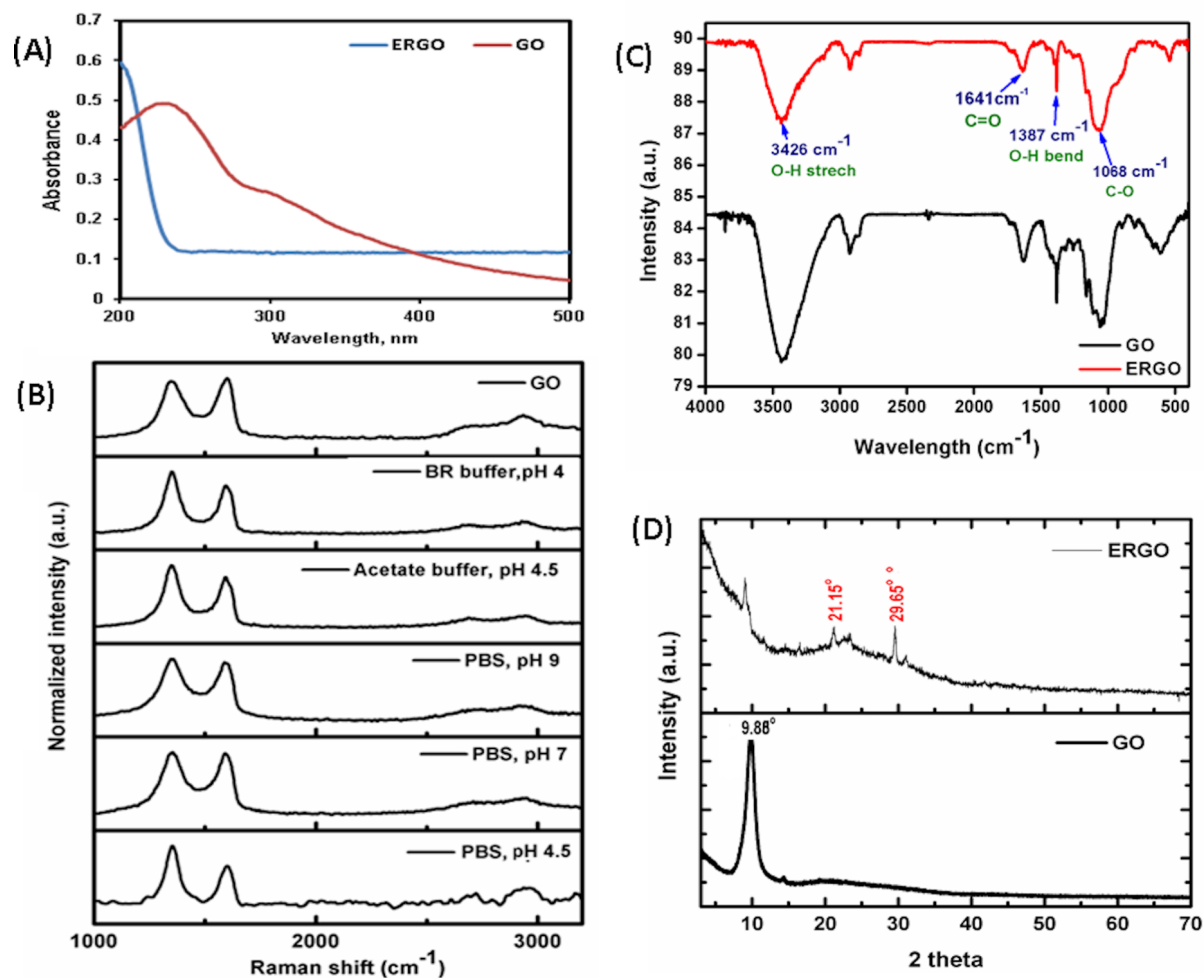 (A)
0.7
0.6
0.5
0.4
0.3
0.2
0.1
0
Absorbance
ERGO
GO
200
300
400
500
Wavelength, nm
(B)
GO
BR buffer,pH 4
Acetate buffer, pH 4.5
PBS, pH 9
PBS, pH 7
PBS, pH 4.5
Normalized intensity (a.u.)
1000
2000
3000
Raman shift (cm-1)
(C)
90
89
88
87
84
83
82
81
80
79
Intensity (a.u.)
3426 cm-1
O-H strech
1641cm-1
C=O
1387 cm-1
O-H bend
1068 cm-1
C-O
GO
ERGO
4000
3500
3000
2500
2000
1500
1000
500
Wavelength (cm-1)
(D)
ERGO
21.15°
29.65° °
9.88°
GO
Intensity (a.u.)
10
20
30
40
50
60
70
2 theta